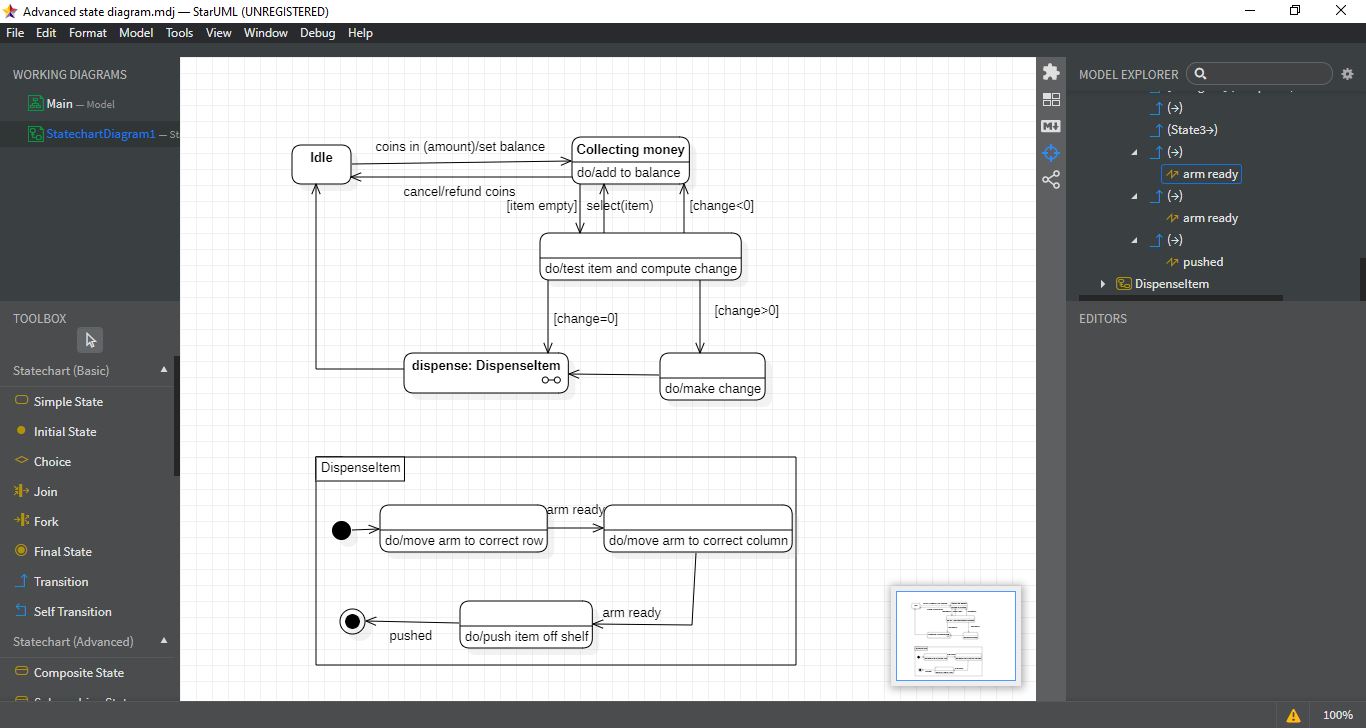 Advanced state diagram.mdj — StarUML (UNREGISTERED)
File Edit Format Model Tools View Window Debug Help
WORKING DIAGRAMS
Main — Model
StatechartDiagram1 — St
TOOLBOX
Statechart (Basic)
Simple State
Initial State
Choice
Join
Fork
Final State
Transition
Self Transition
Statechart (Advanced)
Composite State
Idle
coins in (amount)/set balance
Collecting money
do/add to balance
cancel/refund coins
[item empty]
select(item)
[change<0]
do/test item and compute change
[change=0]
[change>0]
dispense: DispenseItem
do/make change
DispenseItem
do/move arm to correct row
arm ready
do/move arm to correct column
arm ready
do/push item off shelf
pushed
MODEL EXPLORER
(→)
(State3→)
(→)
arm ready
(→)
arm ready
(→)
pushed
DispenseItem
EDITORS
100%